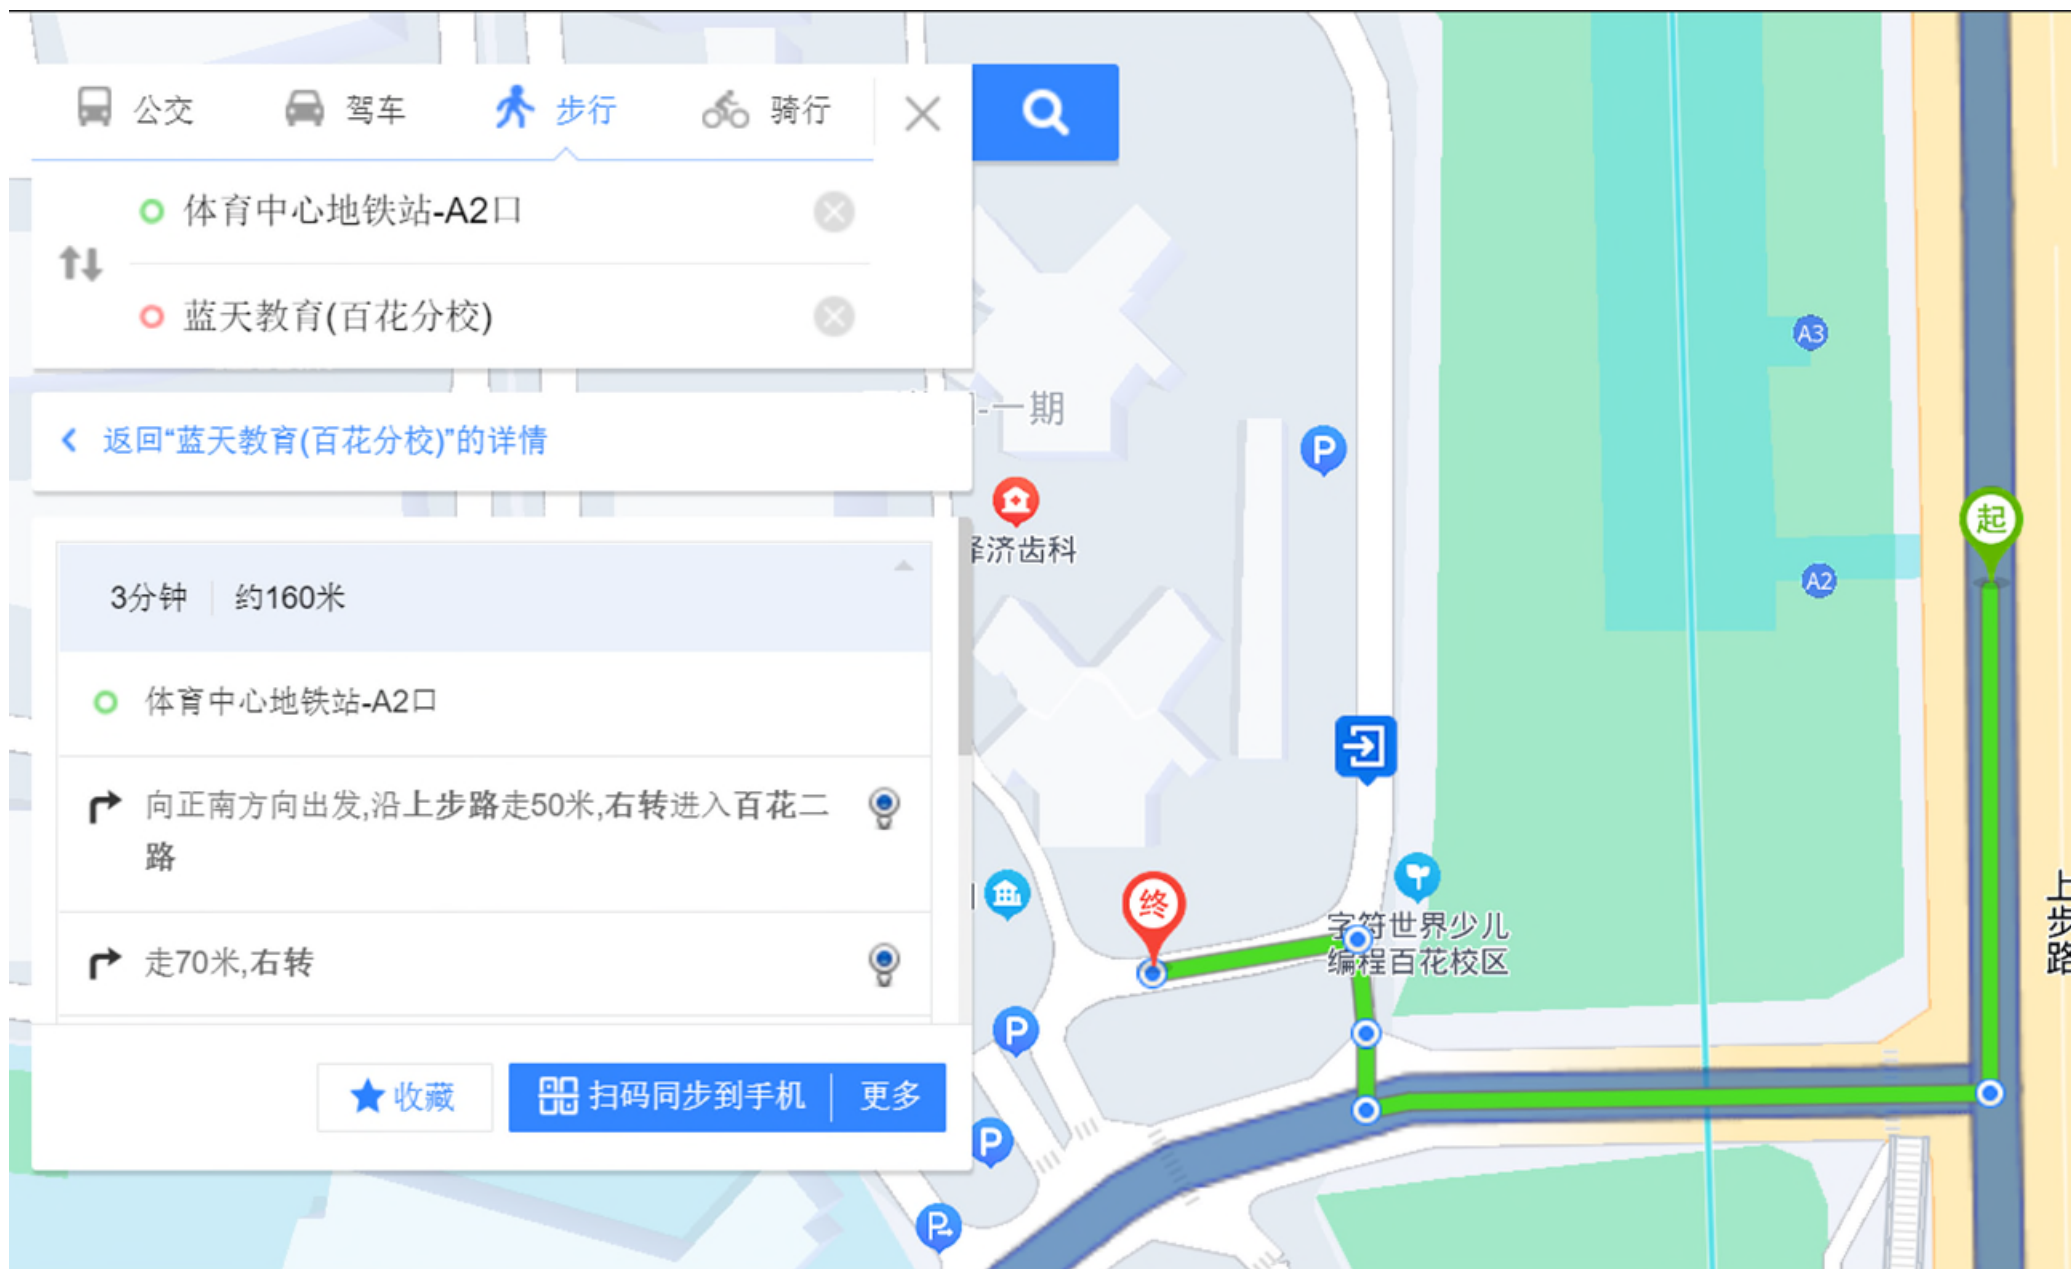 公交
驾车
步行
骑行
体育中心地铁站-A2口
蓝天教育(百花分校)
返回“蓝天教育(百花分校)”的详情
3分钟
约160米
体育中心地铁站-A2口
向正南方向出发,沿上步路走50米,右转进入百花二
路
走70米,右转
收藏
扫码同步到手机
更多
-一期
P
济齿科
A3
起
A2
终
字符世界少儿
编程百花校区
上步路
P
P
P